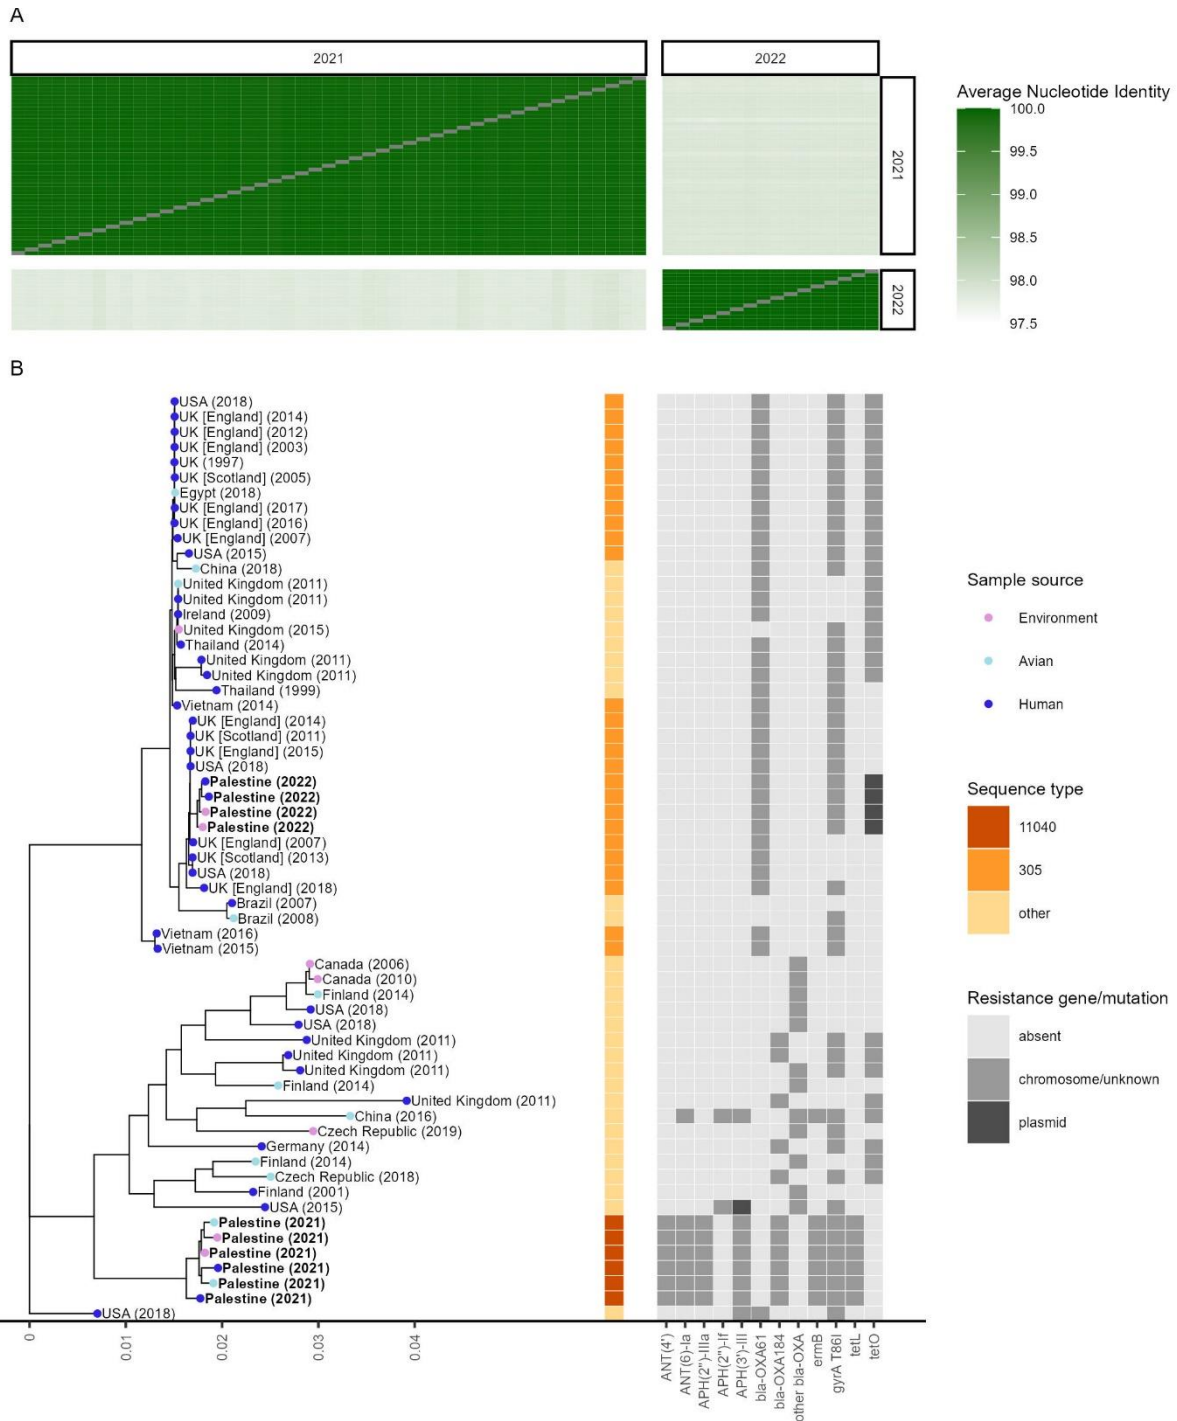 A
2021
2022
2021
2022
Average Nucleotide Identity
100.0
99.5
99.0
98.5
98.0
97.5
B
USA (2018)
UK [England] (2014)
UK [England] (2012)
UK [England] (2003)
UK (1997)
UK [Scotland] (2005)
Egypt (2018)
UK [England] (2017)
UK [England] (2016)
UK [England] (2007)
USA (2015)
China (2018)
United Kingdom (2011)
United Kingdom (2011)
Ireland (2009)
United Kingdom (2015)
Thailand (2014)
United Kingdom (2011)
United Kingdom (2011)
Thailand (1999)
Vietnam (2014)
UK [England] (2014)
UK [Scotland] (2011)
UK [England] (2015)
USA (2018)
Palestine (2022)
Palestine (2022)
Palestine (2022)
Palestine (2022)
UK [England] (2007)
UK [Scotland] (2013)
USA (2018)
UK [England] (2018)
Brazil (2007)
Brazil (2008)
Vietnam (2016)
Vietnam (2015)
Canada (2006)
Canada (2010)
Finland (2014)
USA (2018)
USA (2018)
United Kingdom (2011)
United Kingdom (2011)
United Kingdom (2011)
Finland (2014)
United Kingdom (2011)
China (2016)
Czech Republic (2019)
Germany (2014)
Finland (2014)
Czech Republic (2018)
Finland (2001)
USA (2015)
Palestine (2021)
Palestine (2021)
Palestine (2021)
Palestine (2021)
Palestine (2021)
Palestine (2021)
USA (2018)
0
0.01
0.02
0.03
0.04
ANT(4')
ANT(6)-Ia
APH(2")-IIIa
APH(2")-If
APH(3')-III
bla-OXA61
bla-OXA184
other bla-OXA
ermB
gyrA T86I
tetL
tetO
Sample source
Environment
Avian
Human
Sequence type
11040
305
other
Resistance gene/mutation
absent
chromosome/unknown
plasmid